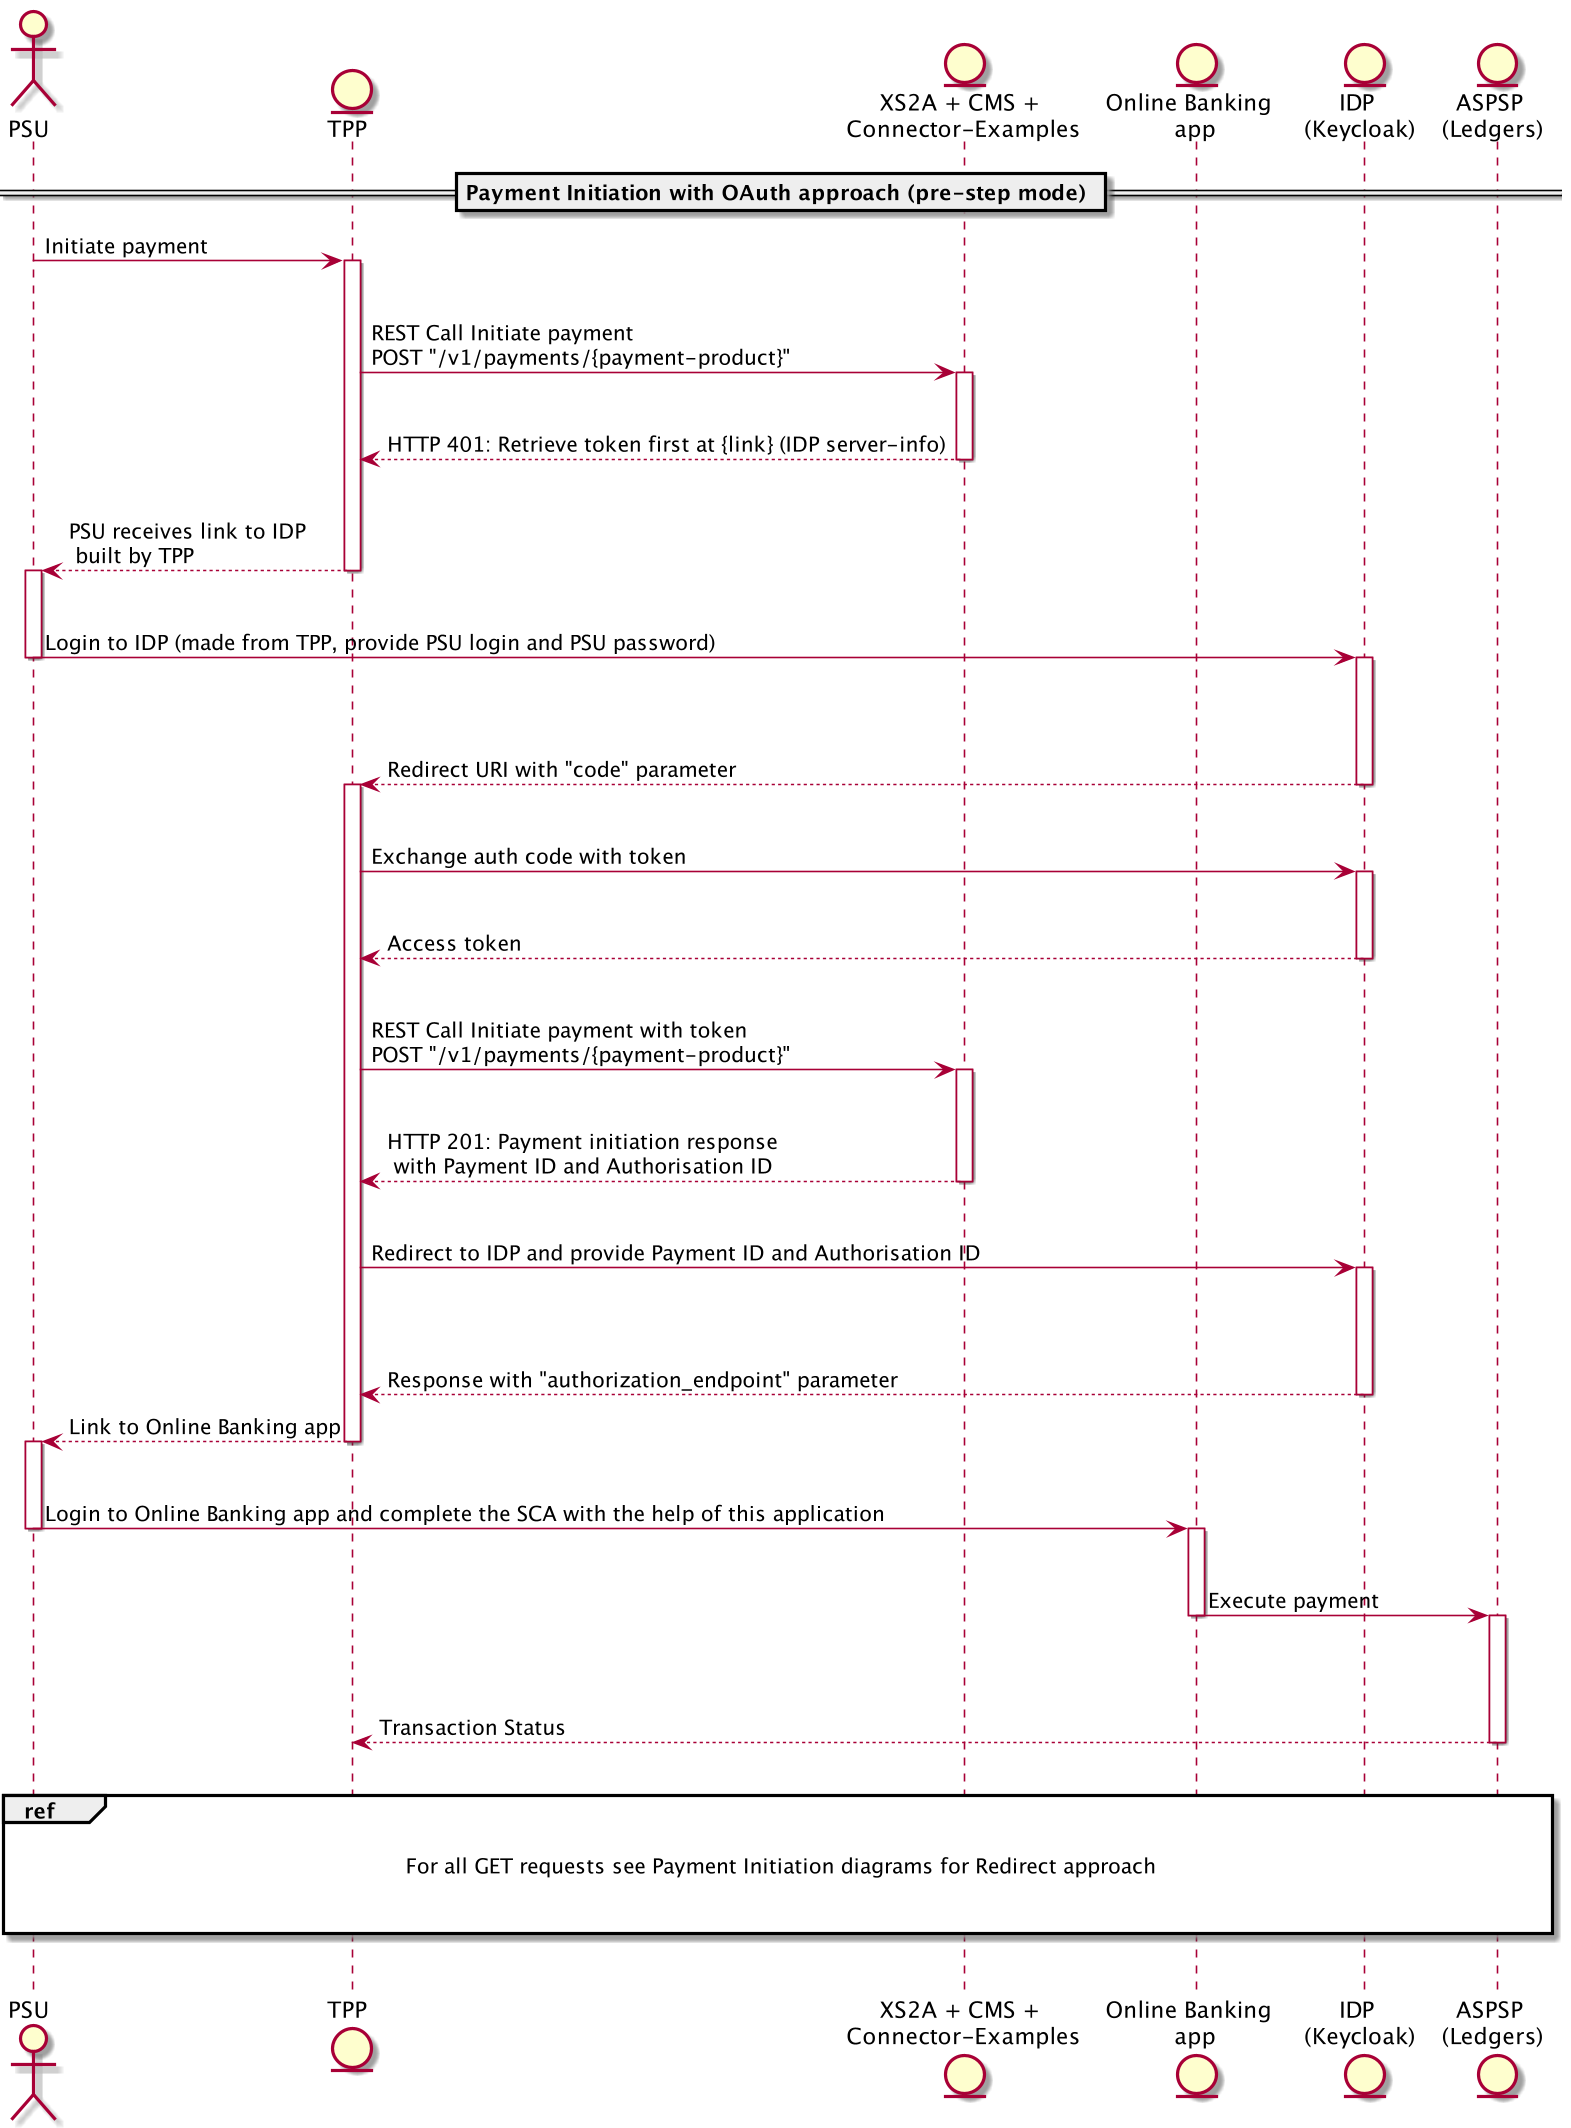 PSU
TPP
XS2A + CMS +
Connector-Examples
Online Banking
app
IDP
(Keycloak)
ASPSP
(Ledgers)
Payment Initiation with OAuth approach (pre-step mode)
Initiate payment
REST Call Initiate payment
POST "/v1/payments/{payment-product}"
HTTP 401: Retrieve token first at {link} (IDP server-info)
PSU receives link to IDP
built by TPP
Login to IDP (made from TPP, provide PSU login and PSU password)
Redirect URI with "code" parameter
Exchange auth code with token
Access token
REST Call Initiate payment with token
POST "/v1/payments/{payment-product}"
HTTP 201: Payment initiation response
with Payment ID and Authorisation ID
Redirect to IDP and provide Payment ID and Authorisation ID
Response with "authorization_endpoint" parameter
Link to Online Banking app
Login to Online Banking app and complete the SCA with the help of this application
Execute payment
Transaction Status
ref
For all GET requests see Payment Initiation diagrams for Redirect approach
PSU
TPP
XS2A + CMS +
Connector-Examples
Online Banking
app
IDP
(Keycloak)
ASPSP
(Ledgers)